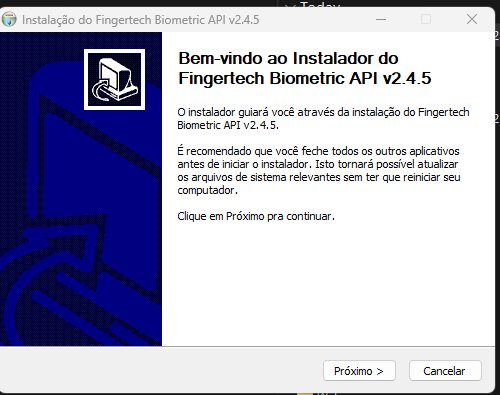 Today
Instalação do Fingertech Biometric API v2.4.5
Bem-vindo ao Instalador do
Fingertech Biometric API v2.4.5
O instalador guiará você através da instalação do Fingertech
Biometric API v2.4.5.
É recomendado que você feche todos os outros aplicativos
antes de iniciar o instalador. Isto tornará possível atualizar
os arquivos de sistema relevantes sem ter que reiniciar seu
computador.
Clique em Próximo pra continuar.
Próximo >
Cancelar